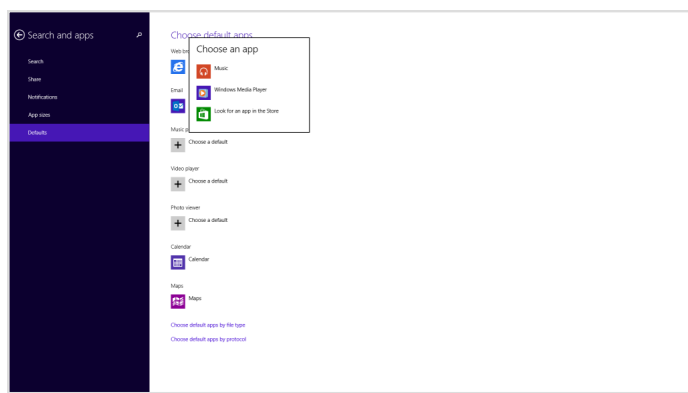 Search and apps
Search
Share
Notifications
App sizes
Defaults
Choose default apps
Web bro
Choose an app
Music
Windows Media Player
Look for an app in the Store
Email
Music p
Choose a default
Video player
Choose a default
Photo viewer
Choose a default
Calendar
Calendar
Maps
Maps
Choose default apps by file type
Choose default apps by protocol